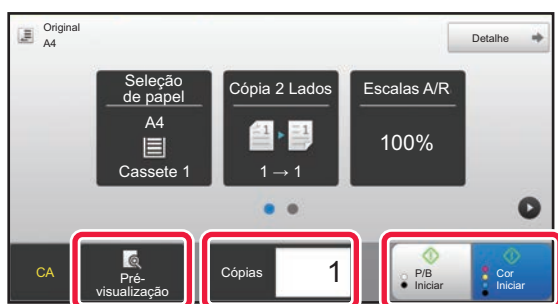 Original
A4
Detalhe
Seleção
de papel
A4
Cassete 1
Cópia 2 Lados
1 → 1
Escalas A/R
100%
CA
Pré-
visualização
Cópias
1
P/B
Iniciar
Cor
Iniciar